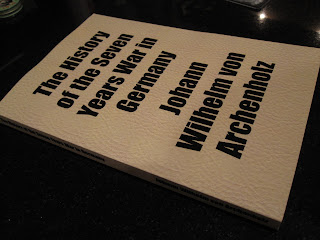 The History
of the Seven
Years War in
Germany
Johann
Wilhelm von
Archenholz